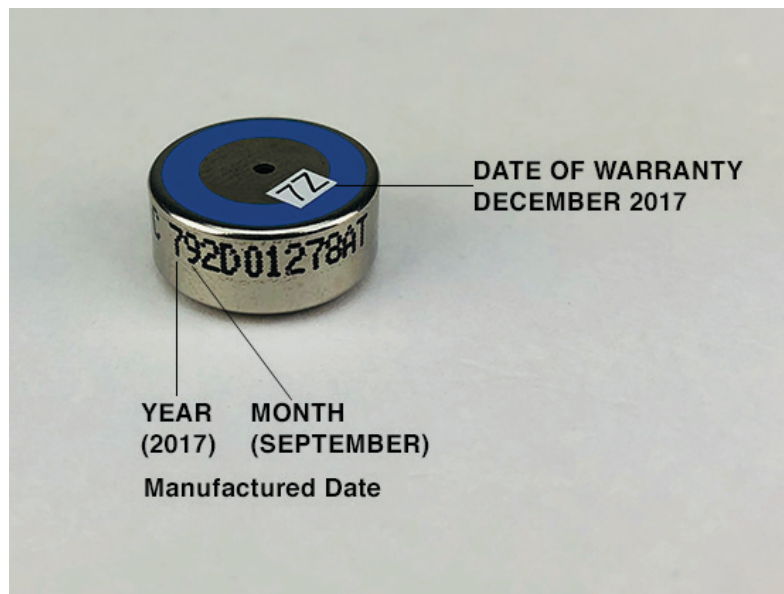 7Z
C 792D01278AT
DATE OF WARRANTY
DECEMBER 2017
YEAR
(2017)
MONTH
(SEPTEMBER)
Manufactured Date